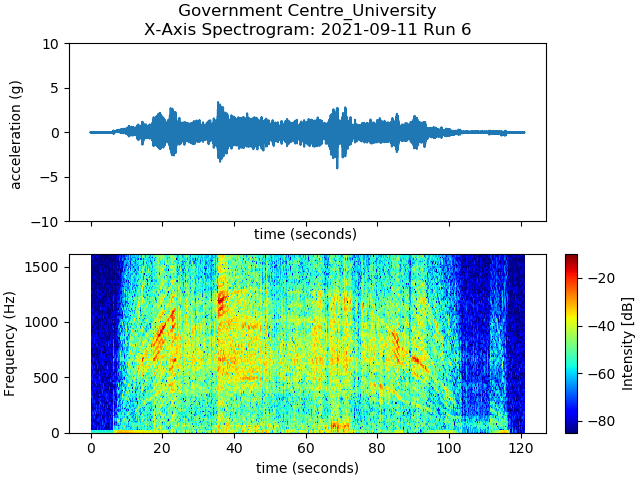 Government Centre_University
X-Axis Spectrogram: 2021-09-11 Run 6
10
5
0
−5
−10
acceleration (g)
time (seconds)
1500
1000
500
0
Frequency (Hz)
0 20 40 60 80 100 120
time (seconds)
−20
−40
−60
−80
Intensity [dB]